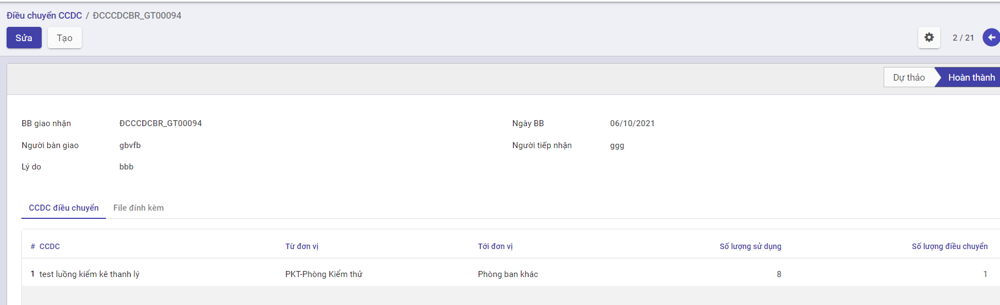 Điều chuyển CCDC / ĐCCCDCBR_GT00094
Sửa Tạo 2 / 21
Dự thảo Hoàn thành
BB giao nhận ĐCCCDCBR_GT00094 Ngày BB 06/10/2021
Người bàn giao gbvfb Người tiếp nhận ggg
Lý do bbb
CCDC điều chuyển File đính kèm
# CCDC Từ đơn vị Tới đơn vị Số lượng sử dụng Số lượng điều chuyển
1 test luồng kiểm kê thanh lý PKT-Phòng Kiểm thử Phòng ban khác 8 1